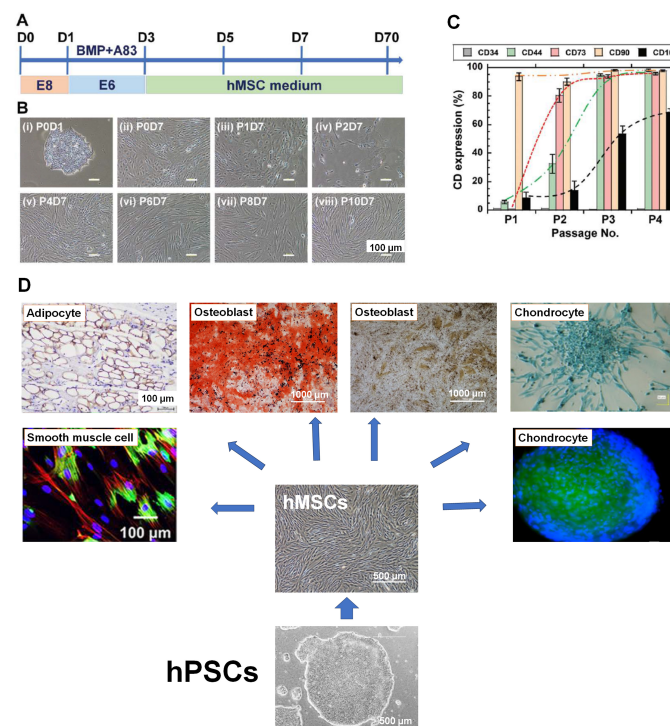 A
D0 D1 D3 D5 D7 D70
BMP+A83
E8 E6 hMSC medium
B
(i) P0D1 (ii) P0D7 (iii) P1D7 (iv) P2D7
(v) P4D7 (vi) P6D7 (vii) P8D7 (viii) P10D7
100 µm
C
CD34 CD44 CD73 CD90 CD10
CD expression (%)
100
80
60
40
20
0
P1 P2 P3 P4
Passage No.
D
Adipocyte Osteoblast Osteoblast Chondrocyte
100 µm 1000 µm 1000 µm
Smooth muscle cell Chondrocyte
100 µm
hMSCs
500 µm
hPSCs
500 µm